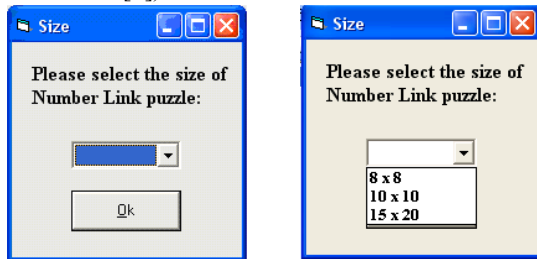 Size
Please select the size of
Number Link puzzle:
Ok
Size
Please select the size of
Number Link puzzle:
8 x 8
10 x 10
15 x 20